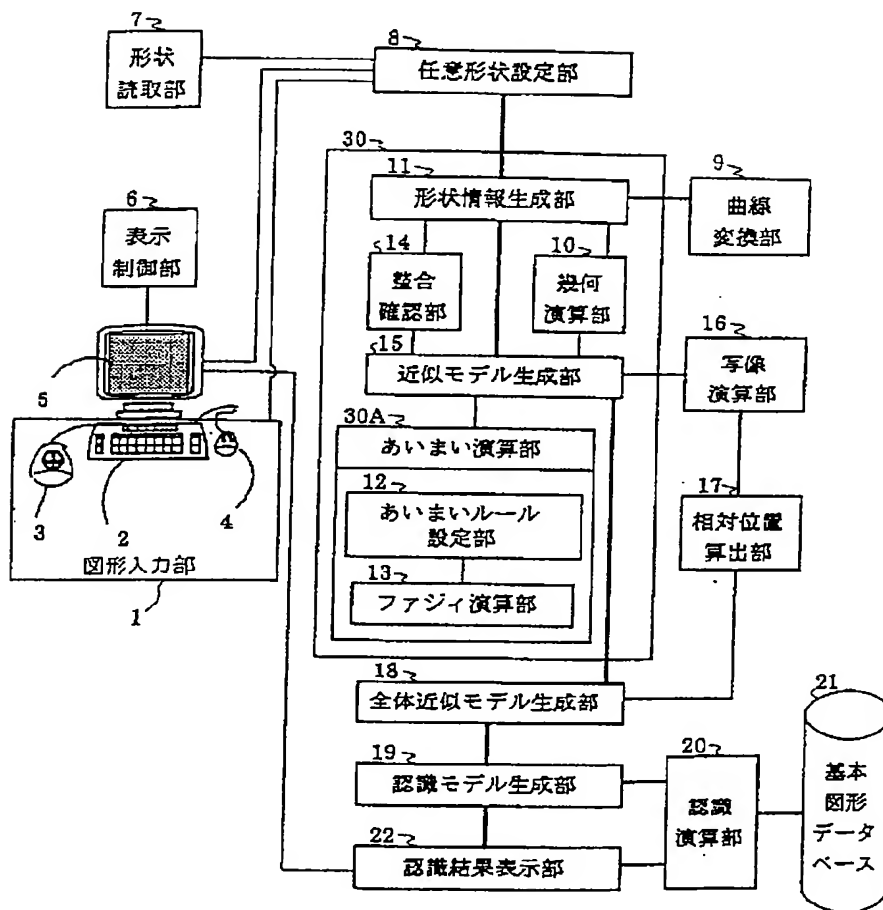 7
形状
読取部
8
任意形状設定部
30
11
形状情報生成部
9
曲線
変換部
6
表示
制御部
14
整合
確認部
10
幾何
演算部
15
近似モデル生成部
16
写像
演算部
5
30A
あいまい演算部
12
あいまいルール
設定部
13
ファジィ演算部
17
相対位置
算出部
3
2
4
図形入力部
1
18
全体近似モデル生成部
19
認識モデル生成部
20
認識
演算部
21
基本
図形
データ
ベース
22
認識結果表示部